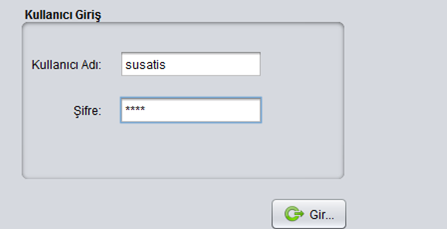 Kullanıcı Giriş
Kullanıcı Adı: susatis
Şifre: ****
Gir...